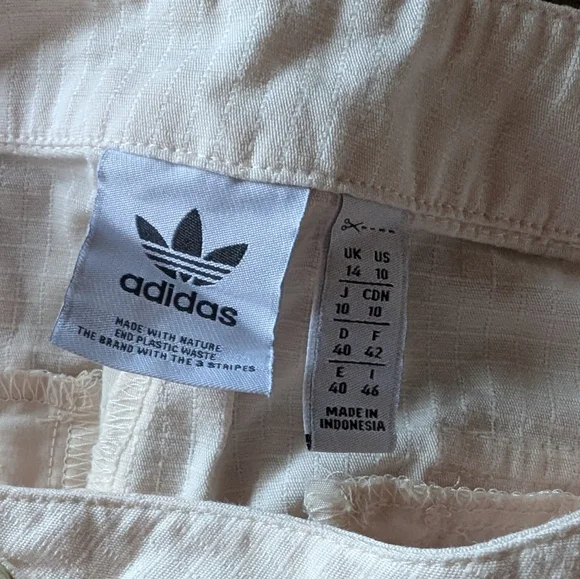 adidas
MADE WITH NATURE
END PLASTIC WASTE
THE BRAND WITH THE 3 STRIPES
UK US
14 10
J CDN
10 10
D F
40 42
E I
40 46
MADE IN
INDONESIA